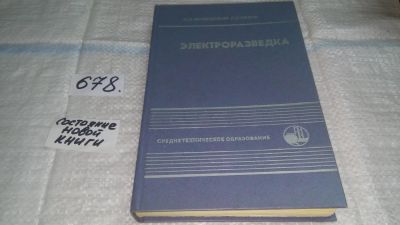 678.
состояние
новой
книги
ЭЛЕКТРОРАЗВЕДКА
СРЕДНЕТЕХНИЧЕСКОЕ ОБРАЗОВАНИЕ